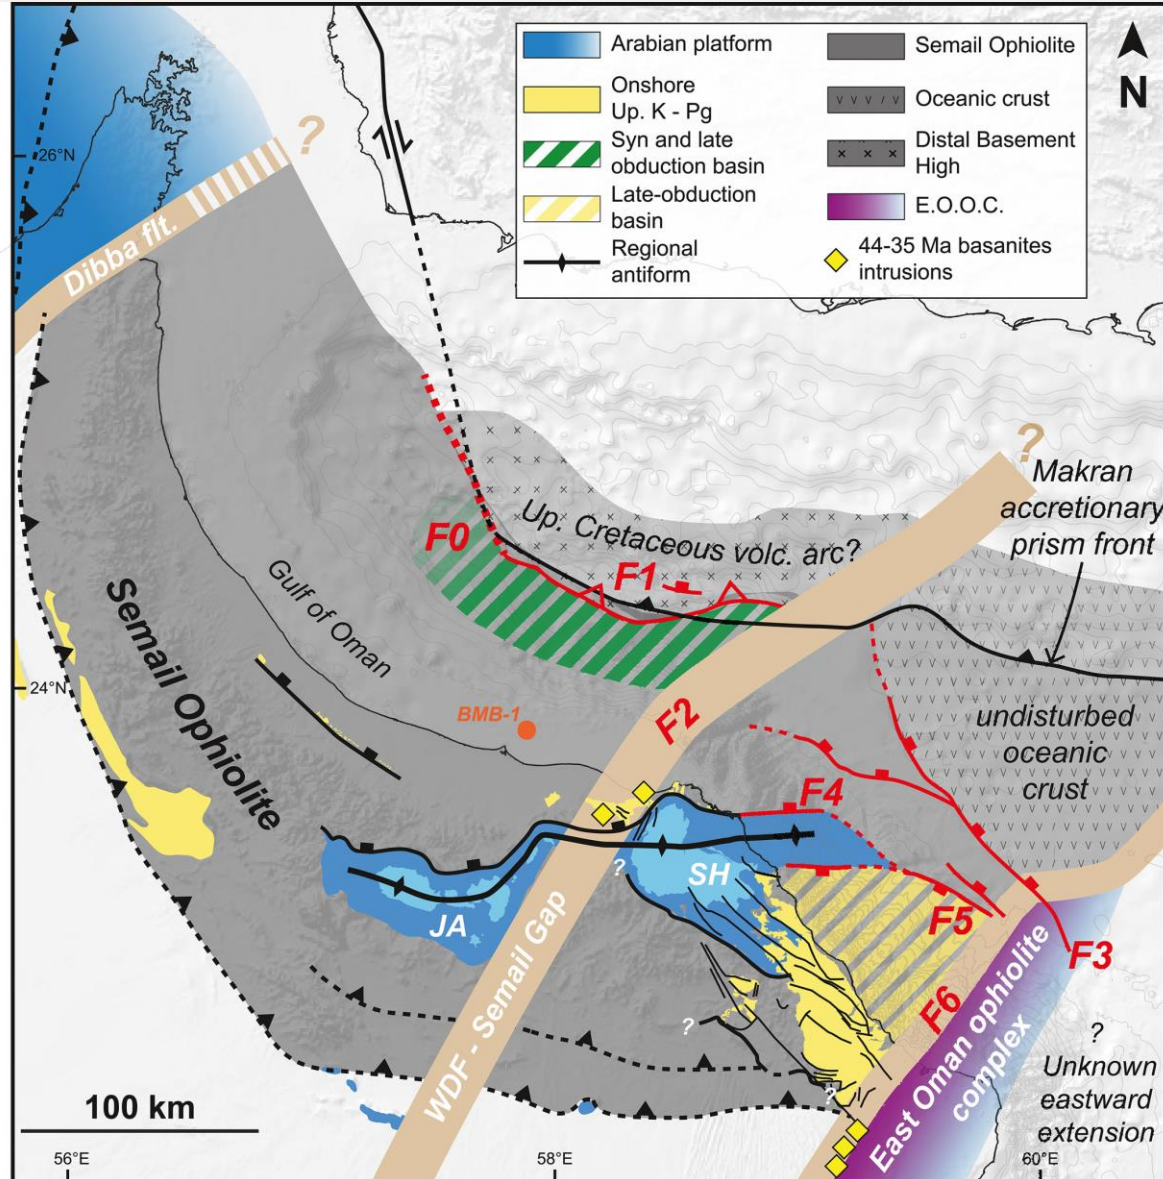 Arabian platform
Onshore
Up. K - Pg
Syn and late
obduction basin
Late-obduction
basin
Regional
antiform
Semail Ophiolite
Oceanic crust
Distal Basement
High
E.O.O.C.
44-35 Ma basanites
intrusions
N
26°N
?
Dibba flt.
?
Makran
accretionary
prism front
F0
Up. Cretaceous volc. arc?
F1
Gulf of Oman
Semail Ophiolite
24°N
BMB-1
F2
undisturbed
oceanic
crust
F4
?
SH
JA
F5
F3
WDF - Semail Gap
F6
East Oman ophiolite
complex
?
?
?
Unknown
eastward
extension
100 km
56°E
58°E
60°E